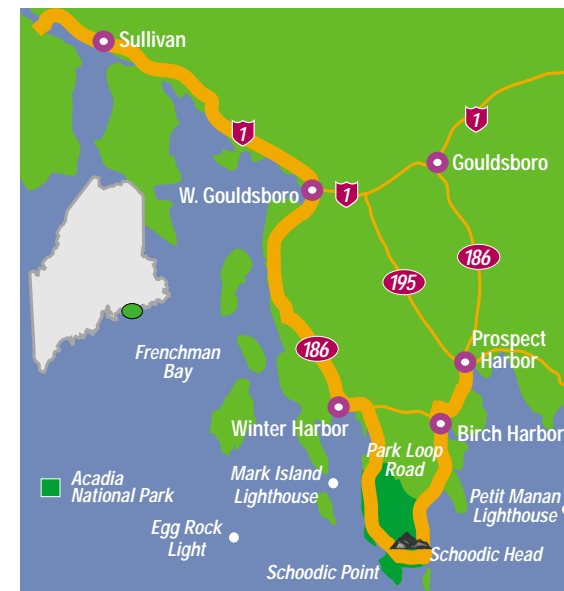 Sullivan
1
1
Gouldsboro
W. Gouldsboro
1
186
195
Prospect
Harbor
Frenchman
Bay
186
Winter Harbor
Birch Harbor
Park Loop
Road
Acadia
National Park
Mark Island
Lighthouse
Petit Manan
Lighthouse
Egg Rock
Light
Schoodic Head
Schoodic Point